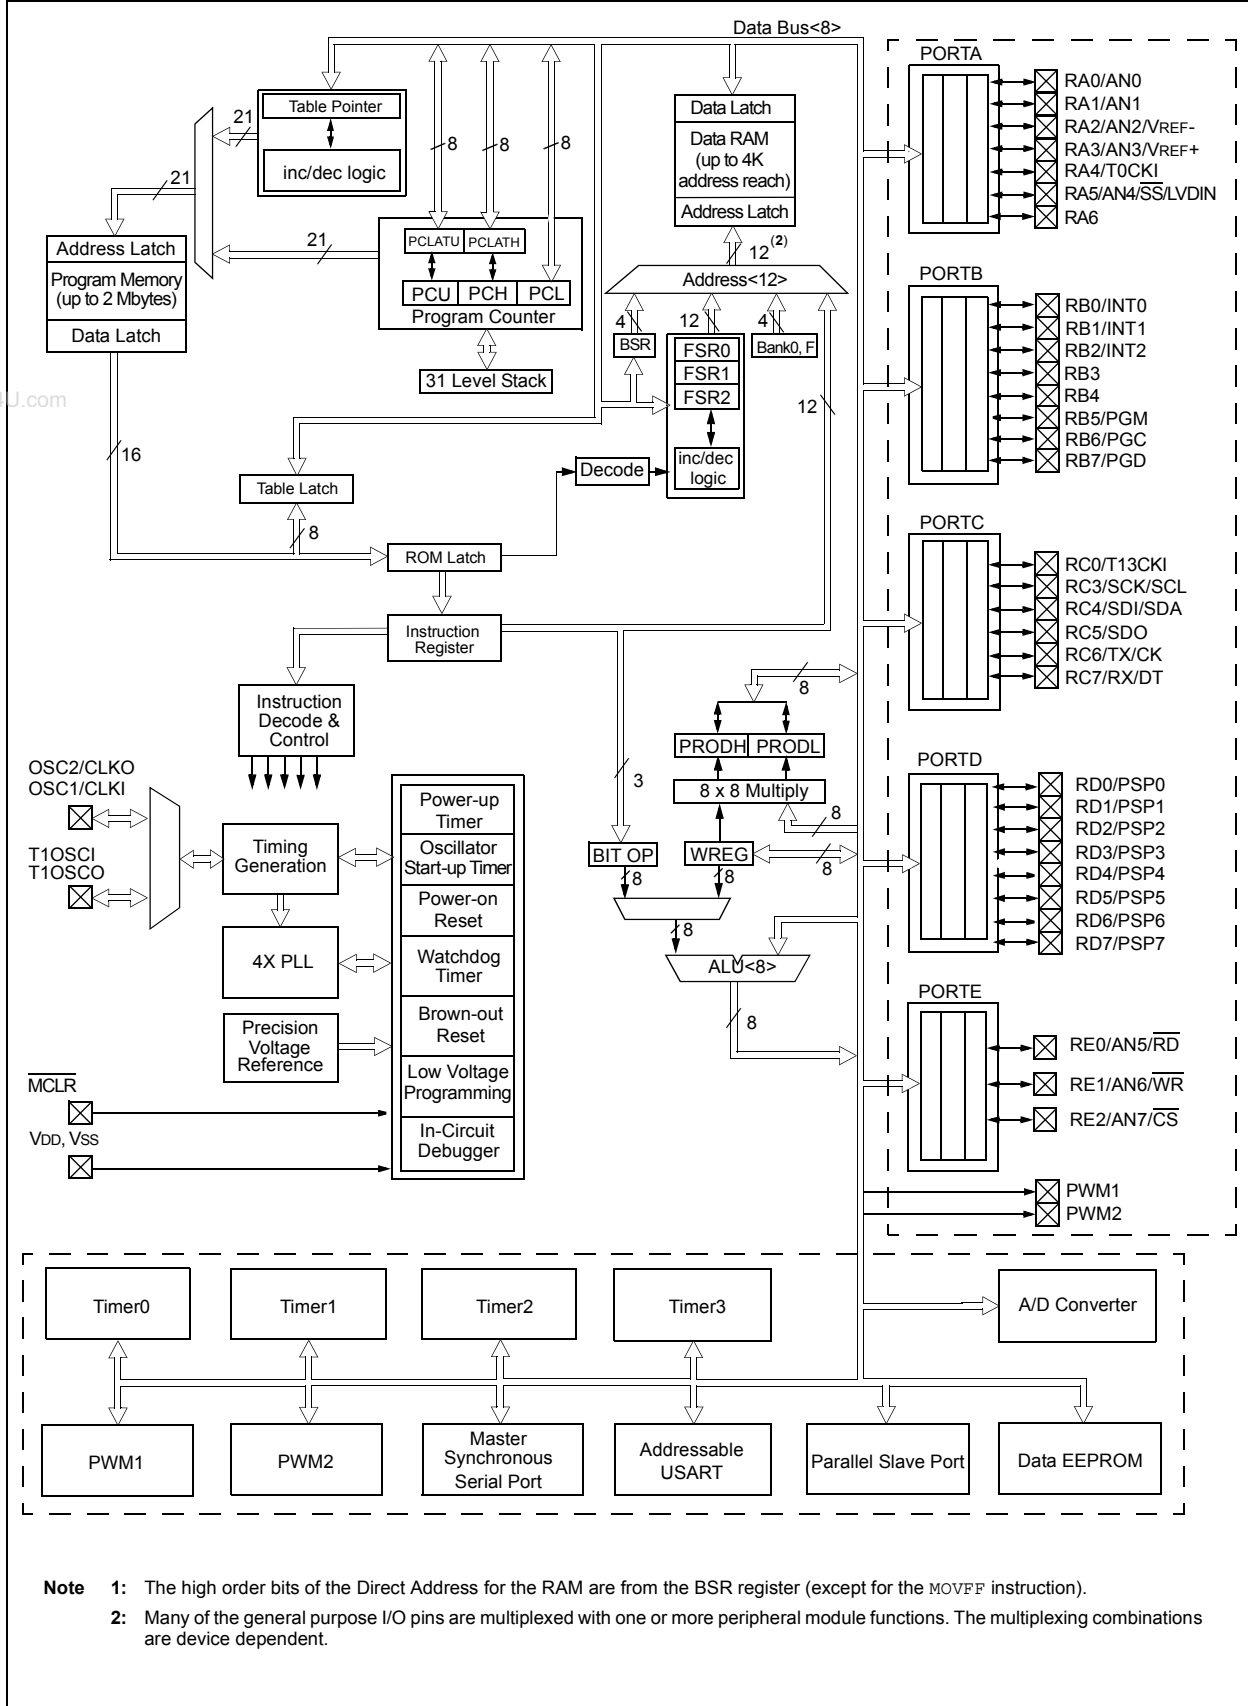 Data Bus<8>
PORTA
Table Pointer
inc/dec logic
21
21
21
8
8
8
Data Latch
Data RAM
(up to 4K
address reach)
Address Latch
12(2)
RA0/AN0
RA1/AN1
RA2/AN2/VREF-
RA3/AN3/VREF+
RA4/T0CKI
RA5/AN4/SS/LVDIN
RA6
Address Latch
Program Memory
(up to 2 Mbytes)
Data Latch
PCLATU
PCLATH
PCU
PCH
PCL
Program Counter
31 Level Stack
Address<12>
4
12
4
BSR
FSR0
FSR1
FSR2
Bank0, F
inc/dec
logic
12
PORTB
RB0/INT0
RB1/INT1
RB2/INT2
RB3
RB4
RB5/PGM
RB6/PGC
RB7/PGD
4U.com
16
Table Latch
8
Decode
ROM Latch
Instruction
Register
PORTC
RC0/T13CKI
RC3/SCK/SCL
RC4/SDI/SDA
RC5/SDO
RC6/TX/CK
RC7/RX/DT
Instruction
Decode &
Control
8
PRODH
PRODL
8 x 8 Multiply
3
8
BIT OP
WREG
8
8
8
8
ALU<8>
8
OSC2/CLKO
OSC1/CLKI
T1OSCI
T1OSCO
Timing
Generation
4X PLL
Precision
Voltage
Reference
Power-up
Timer
Oscillator
Start-up Timer
Power-on
Reset
Watchdog
Timer
Brown-out
Reset
Low Voltage
Programming
In-Circuit
Debugger
MCLR
VDD, VSS
PORTD
RD0/PSP0
RD1/PSP1
RD2/PSP2
RD3/PSP3
RD4/PSP4
RD5/PSP5
RD6/PSP6
RD7/PSP7
PORTE
RE0/AN5/RD
RE1/AN6/WR
RE2/AN7/CS
PWM1
PWM2
Timer0
Timer1
Timer2
Timer3
A/D Converter
PWM1
PWM2
Master
Synchronous
Serial Port
Addressable
USART
Parallel Slave Port
Data EEPROM
Note 1: The high order bits of the Direct Address for the RAM are from the BSR register (except for the MOVFF instruction).
2: Many of the general purpose I/O pins are multiplexed with one or more peripheral module functions. The multiplexing combinations
are device dependent.